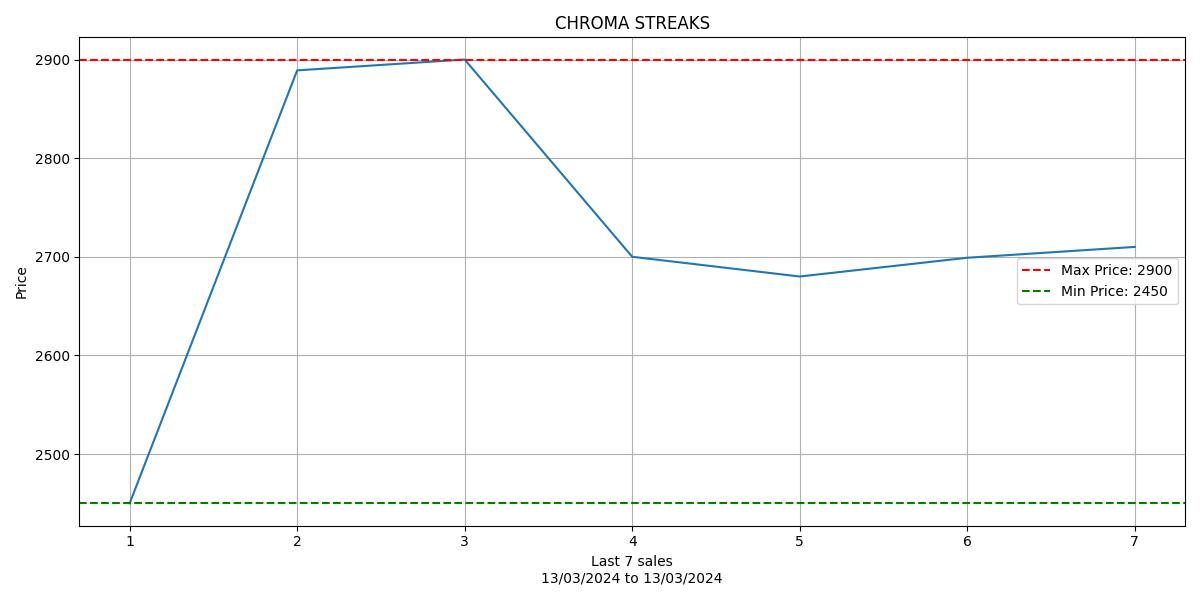 CHROMA STREAKS
Price
2900
2800
2700
2600
2500
Max Price: 2900
Min Price: 2450
1 2 3 4 5 6 7
Last 7 sales
13/03/2024 to 13/03/2024